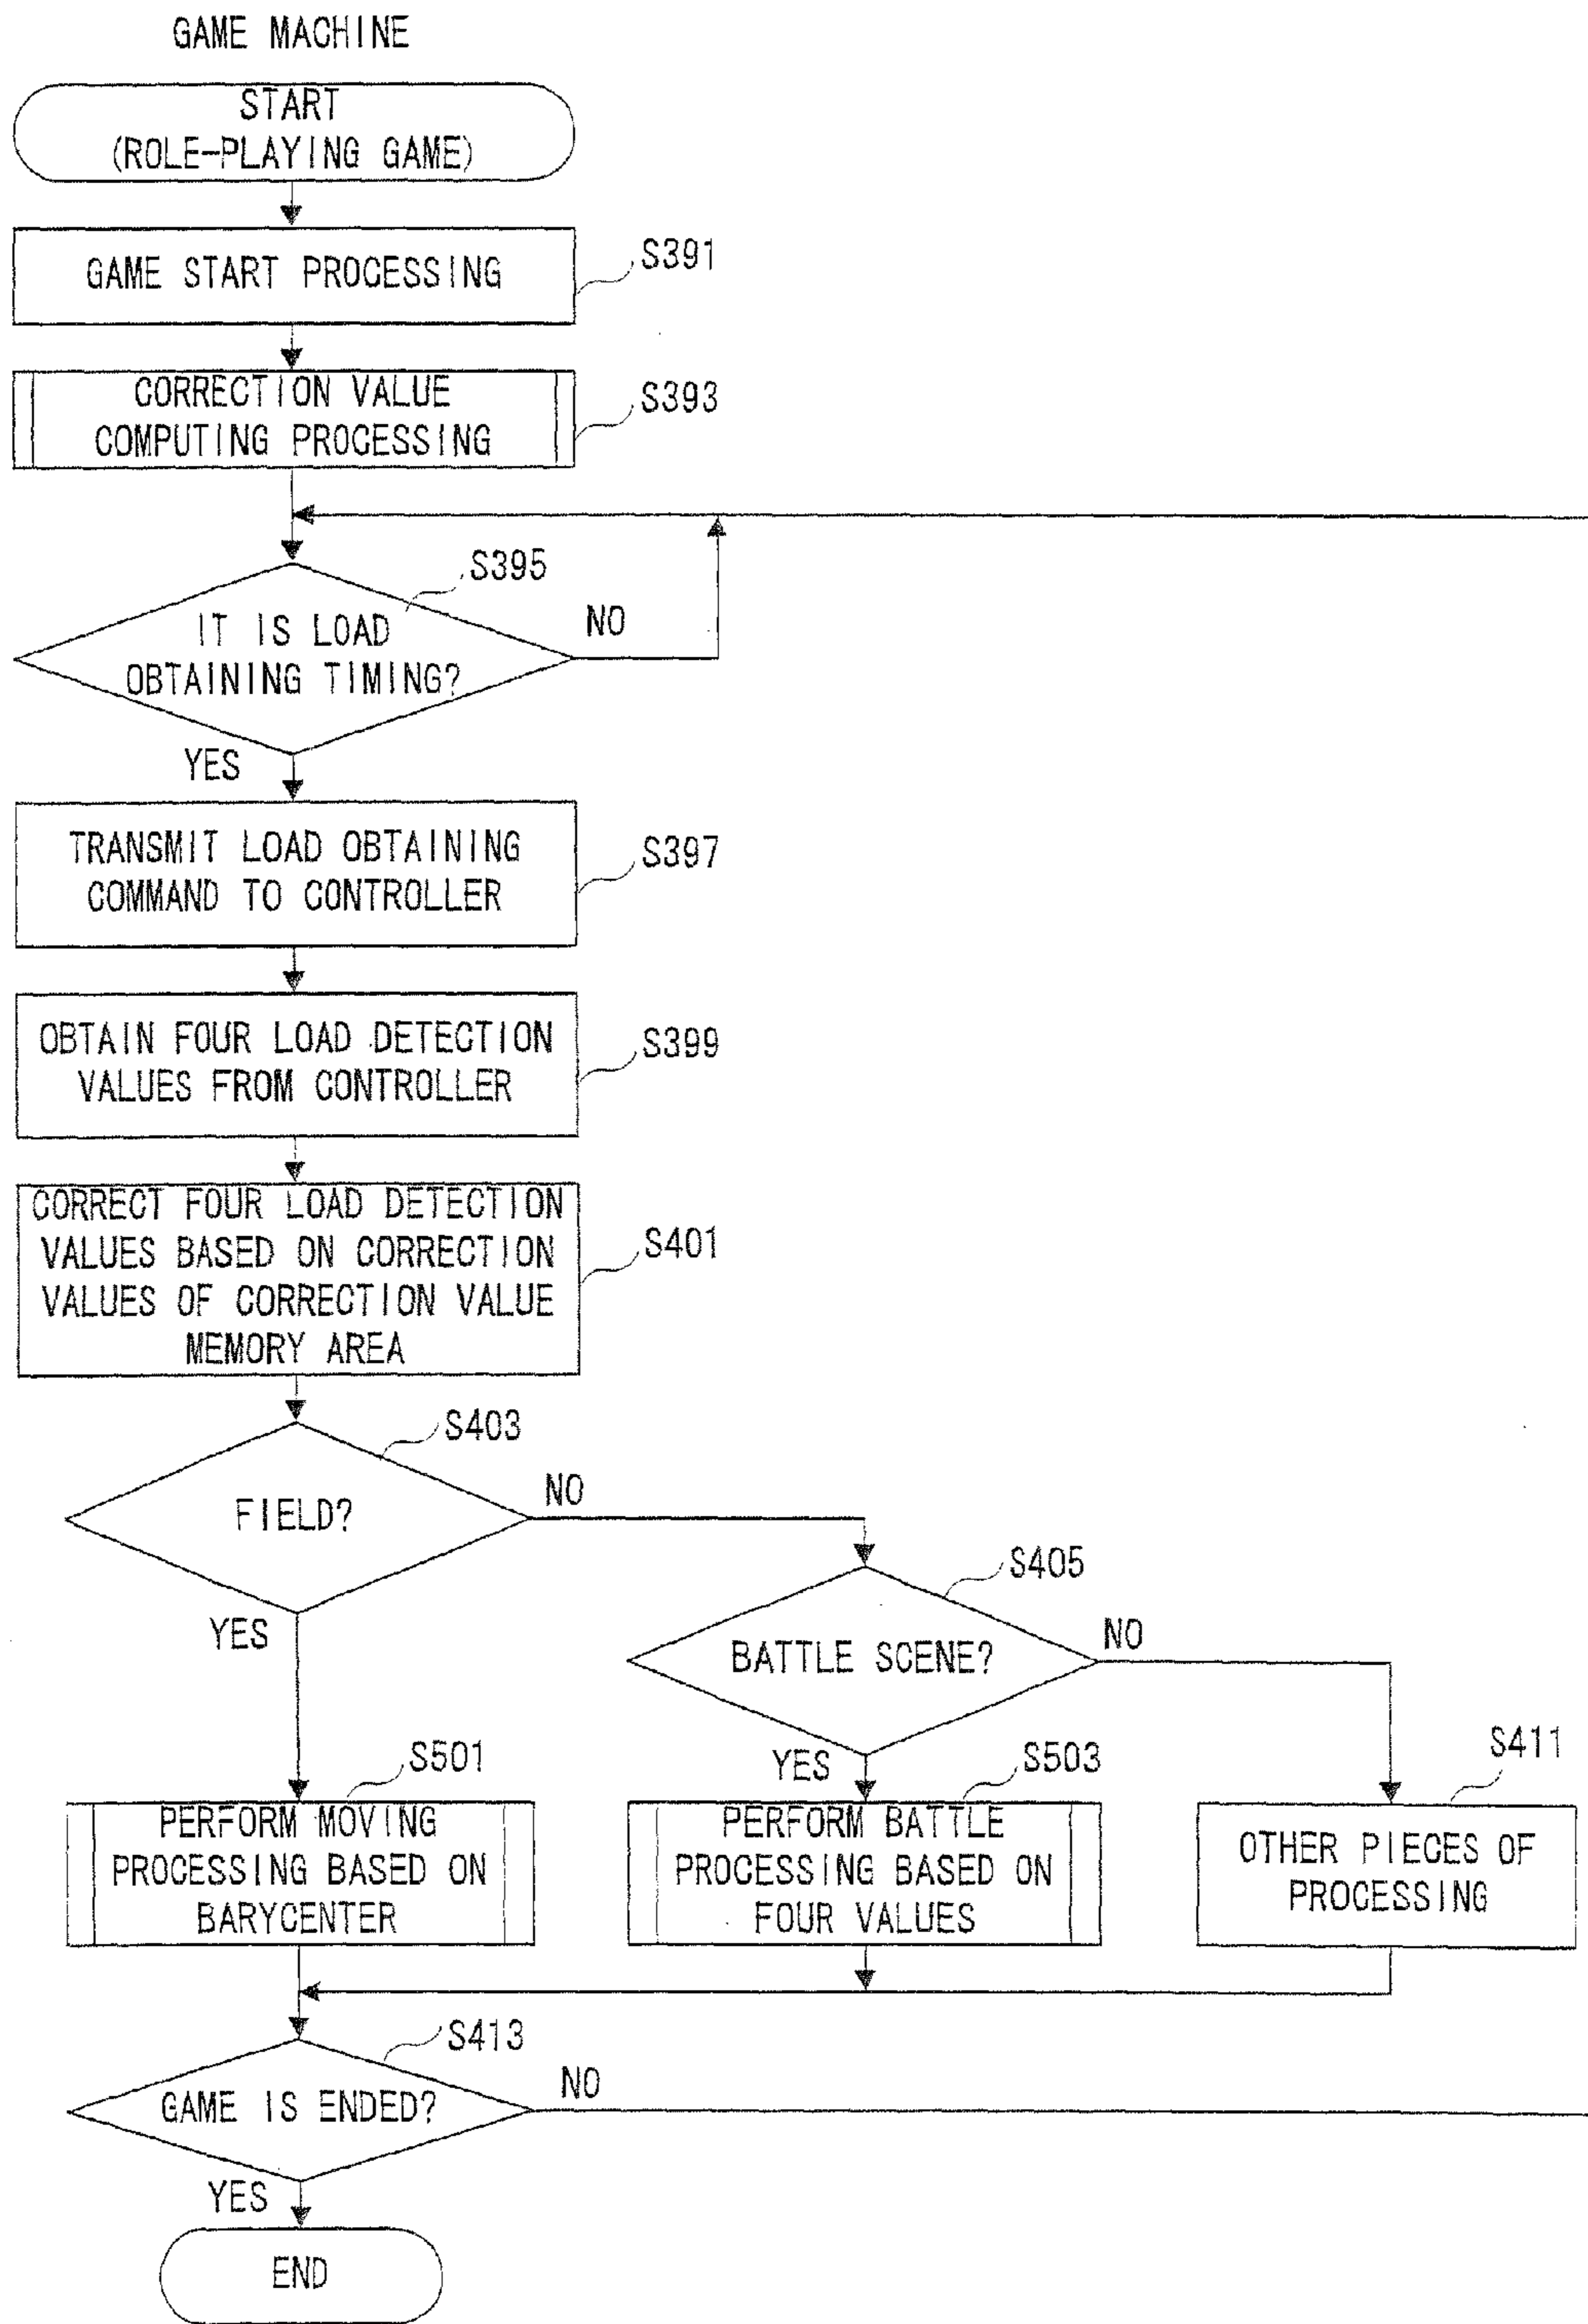 GAME MACHINE
START
(ROLE-PLAYING GAME)
GAME START PROCESSING
S391
CORRECTION VALUE
COMPUTING PROCESSING
S393
S395
IT IS LOAD
OBTAINING TIMING?
NO
YES
TRANSMIT LOAD OBTAINING
COMMAND TO CONTROLLER
S397
OBTAIN FOUR LOAD DETECTION
VALUES FROM CONTROLLER
S399
CORRECT FOUR LOAD DETECTION
VALUES BASED ON CORRECTION
VALUES OF CORRECTION VALUE
MEMORY AREA
S401
S403
FIELD?
NO
YES
S405
BATTLE SCENE?
NO
YES
S501
PERFORM MOVING
PROCESSING BASED ON
BARYCENTER
S503
PERFORM BATTLE
PROCESSING BASED ON
FOUR VALUES
S411
OTHER PIECES OF
PROCESSING
S413
GAME IS ENDED?
NO
YES
END